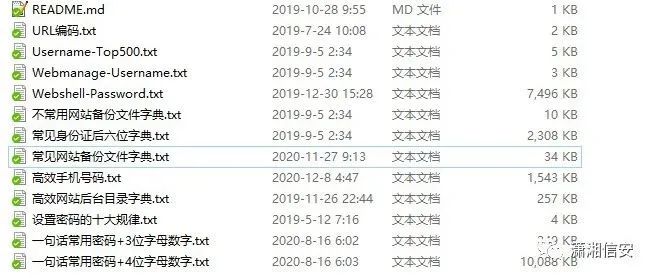 README.md 2019-10-28 9:55 MD 文件 1 KB
URL编码.txt 2019-7-24 10:08 文本文档 2 KB
Username-Top500.txt 2019-9-5 2:34 文本文档 5 KB
Webmanage-Username.txt 2019-9-5 2:34 文本文档 3 KB
Webshell-Password.txt 2019-12-30 15:28 文本文档 7,496 KB
不常用网站备份文件字典.txt 2019-9-5 2:34 文本文档 10 KB
常见身份证后六位字典.txt 2019-9-5 2:34 文本文档 2,308 KB
常见网站备份文件字典.txt 2020-11-27 9:13 文本文档 34 KB
高效手机号码.txt 2020-12-8 4:47 文本文档 1,543 KB
高效网站后台目录字典.txt 2019-11-26 22:44 文本文档 257 KB
设置密码的十大规律.txt 2019-5-12 7:16 文本文档 4 KB
一句话常用密码+3位字母数字.txt 2020-8-16 6:02 文本文档 KB
一句话常用密码+4位字母数字.txt 2020-8-16 6:03 文本文档 10,088 KB
潇湘信安